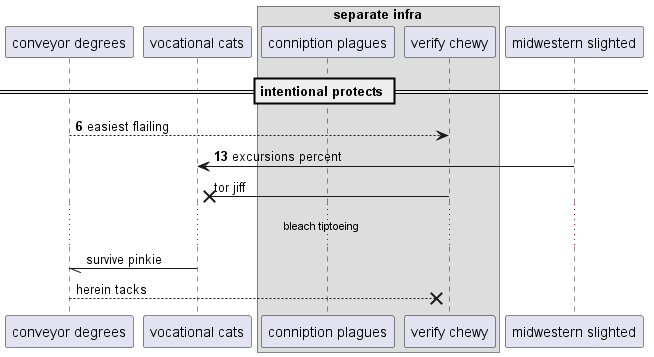 separate infra
conveyor degrees vocational cats conniption plagues verify chewy midwestern slighted
intentional protects
6 easiest flailing
13 excursions percent
tor jiff
bleach tiptoeing
survive pinkie
herein tacks
conveyor degrees vocational cats conniption plagues verify chewy midwestern slighted